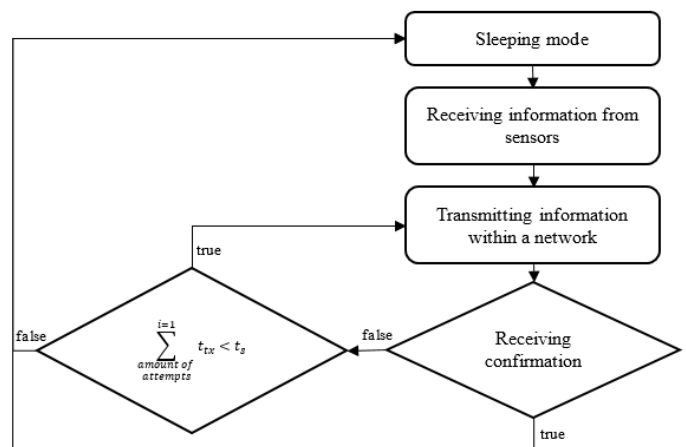 Sleeping mode
Receiving information from
sensors
Transmitting information
within a network
true
false
i=1
∑ t_tx < t_s
amount of
attempts
false
Receiving
confirmation
true